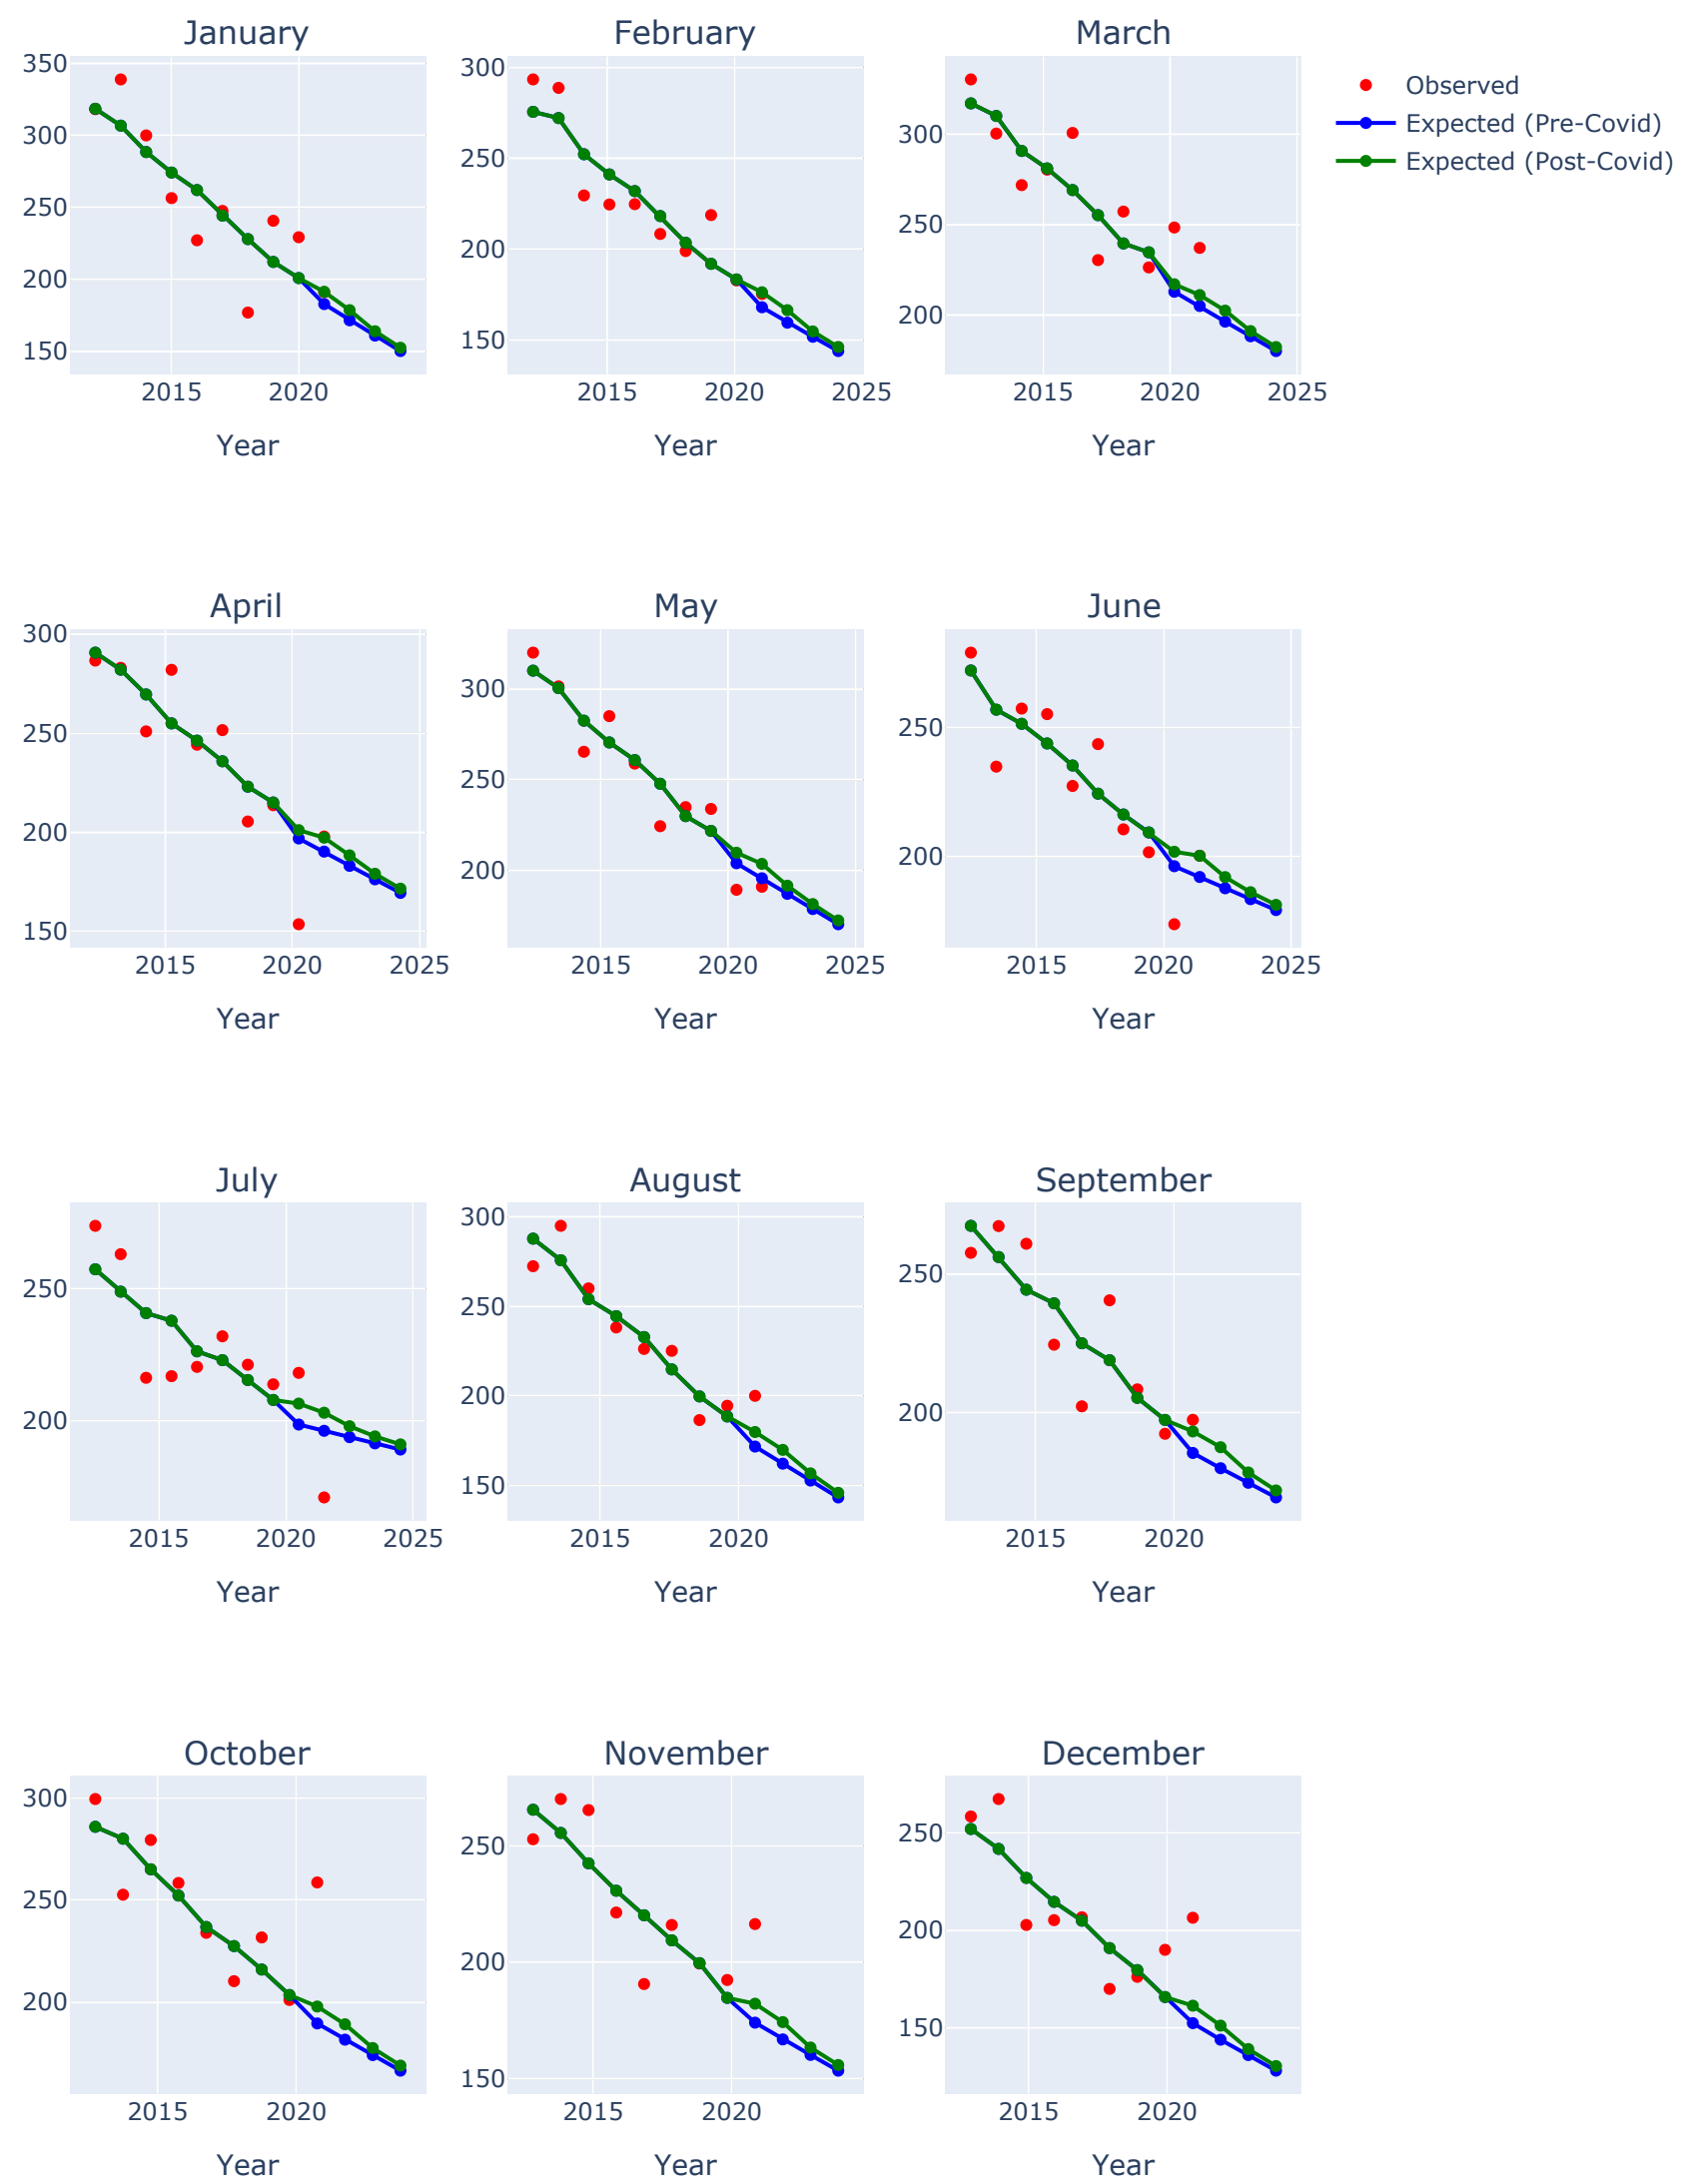 January
February
March
350
300
250
200
150
2015
2020
Year
300
250
200
150
2015
2020
2025
Year
300
250
200
2015
2020
2025
Year
Observed
Expected (Pre-Covid)
Expected (Post-Covid)
April
May
June
300
250
200
150
2015
2020
2025
Year
300
250
200
2015
2020
2025
Year
250
200
2015
2020
2025
Year
July
August
September
250
200
2015
2020
2025
Year
300
250
200
150
2015
2020
Year
250
200
2015
2020
Year
October
November
December
300
250
200
2015
2020
Year
250
200
150
2015
2020
Year
250
200
150
2015
2020
Year